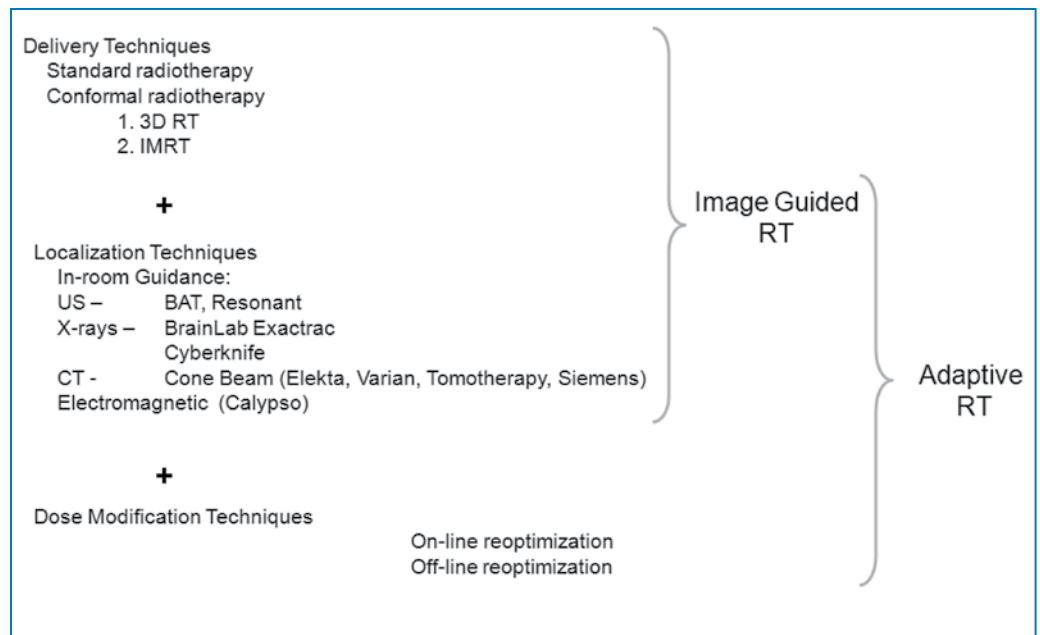 Delivery Techniques
Standard radiotherapy
Conformal radiotherapy
1. 3D RT
2. IMRT
+
Localization Techniques
In-room Guidance:
US – BAT, Resonant
X-rays – BrainLab Exactrac
Cyberknife
CT - Cone Beam (Elekta, Varian, Tomotherapy, Siemens)
Electromagnetic (Calypso)
+
Dose Modification Techniques
On-line reoptimization
Off-line reoptimization
Image Guided
RT
Adaptive
RT